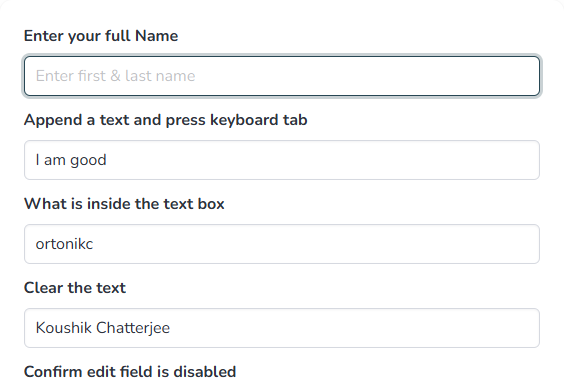 Enter your full Name
Enter first & last name
Append a text and press keyboard tab
I am good
What is inside the text box
ortonikc
Clear the text
Koushik Chatterjee
Confirm edit field is disabled